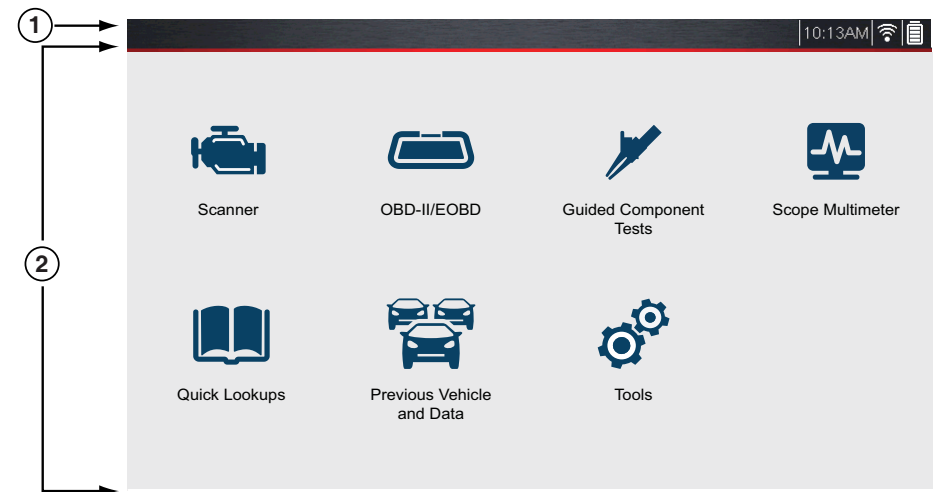 1
10:13AM
2
Scanner
OBD-II/EOBD
Guided Component
Tests
Scope Multimeter
Quick Lookups
Previous Vehicle
and Data
Tools